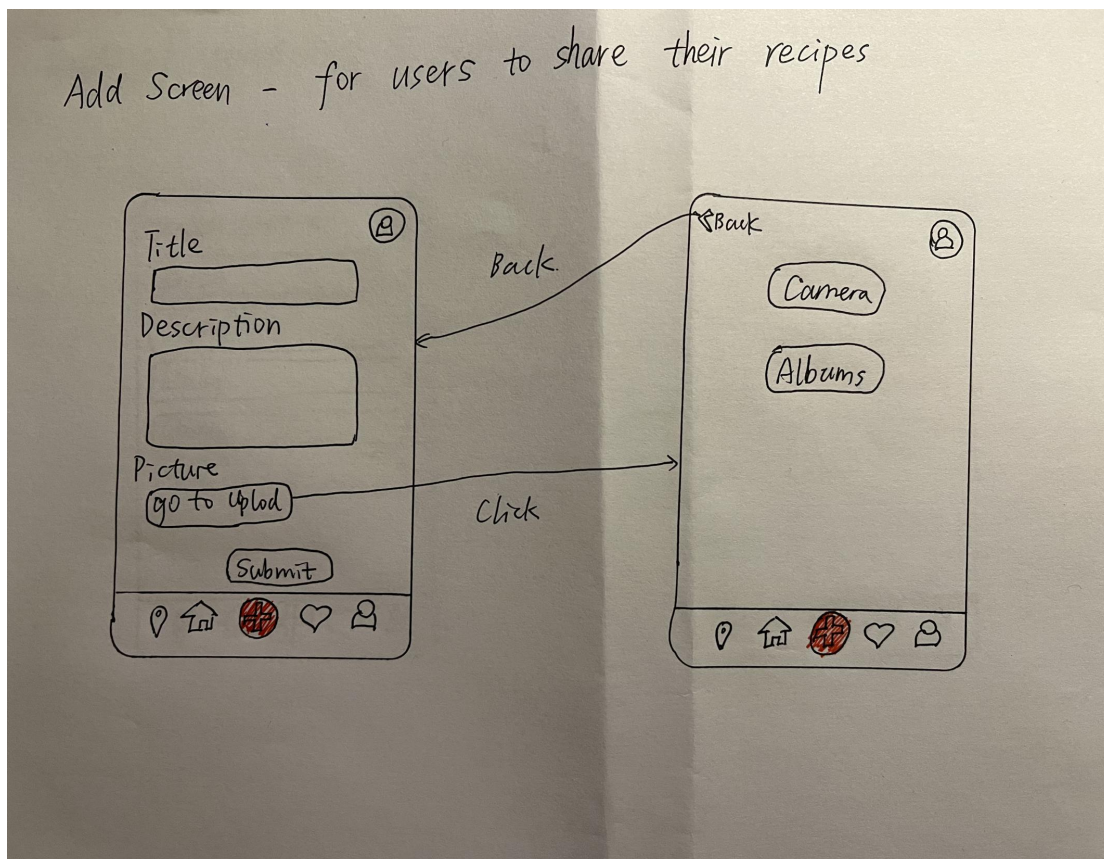 Add Screen - for users to share their recipes
Title
Description
Picture
go to uplod
Submit
Back
Click
Back
Camera
Albums